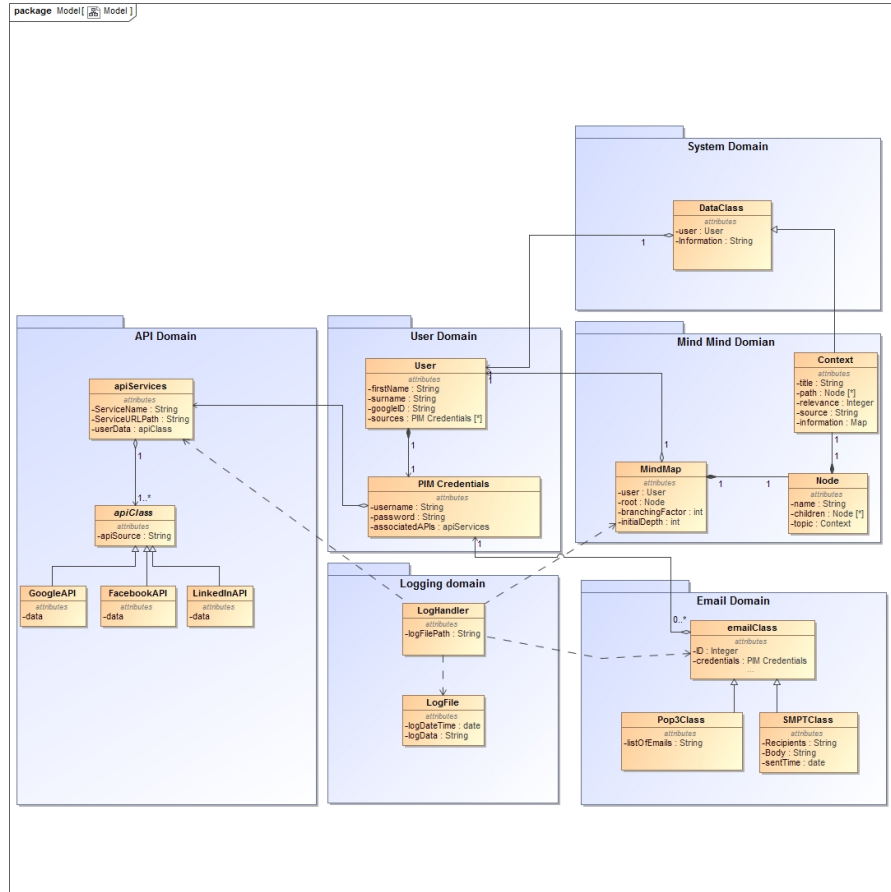 package Model[ Model ]
System Domain
DataClass
attributes
-user : User
-Information : String
1
API Domain
apiServices
attributes
-ServiceName : String
-ServiceURLPath : String
-userData : apiClass
1
1..*
apiClass
attributes
-apiSource : String
GoogleAPI
attributes
-data
FacebookAPI
attributes
-data
LinkedInAPI
attributes
-data
User Domain
User
attributes
-firstName : String
-surname : String
-googleID : String
-sources : PIM Credentials [*]
1
1
1
1
PIM Credentials
attributes
-username : String
-password : String
-associatedAPIs : apiServices
1
Mind Mind Domian
Context
attributes
-title : String
-path : Node [*]
-relevance : Integer
-source : String
-information : Map
1
1
1
MindMap
attributes
-user : User
-root : Node
-branchingFactor : int
-initialDepth : int
1
1
Node
attributes
-name : String
-children : Node [*]
-topic : Context
Logging domain
LogHandler
attributes
-logFilePath : String
LogFile
attributes
-logDateTime : date
-logData : String
Email Domain
0..*
emailClass
attributes
-ID : Integer
-credentials : PIM Credentials
...
Pop3Class
attributes
-listOfEmails : String
SMPTClass
attributes
-Recipients : String
-Body : String
-sentTime : date